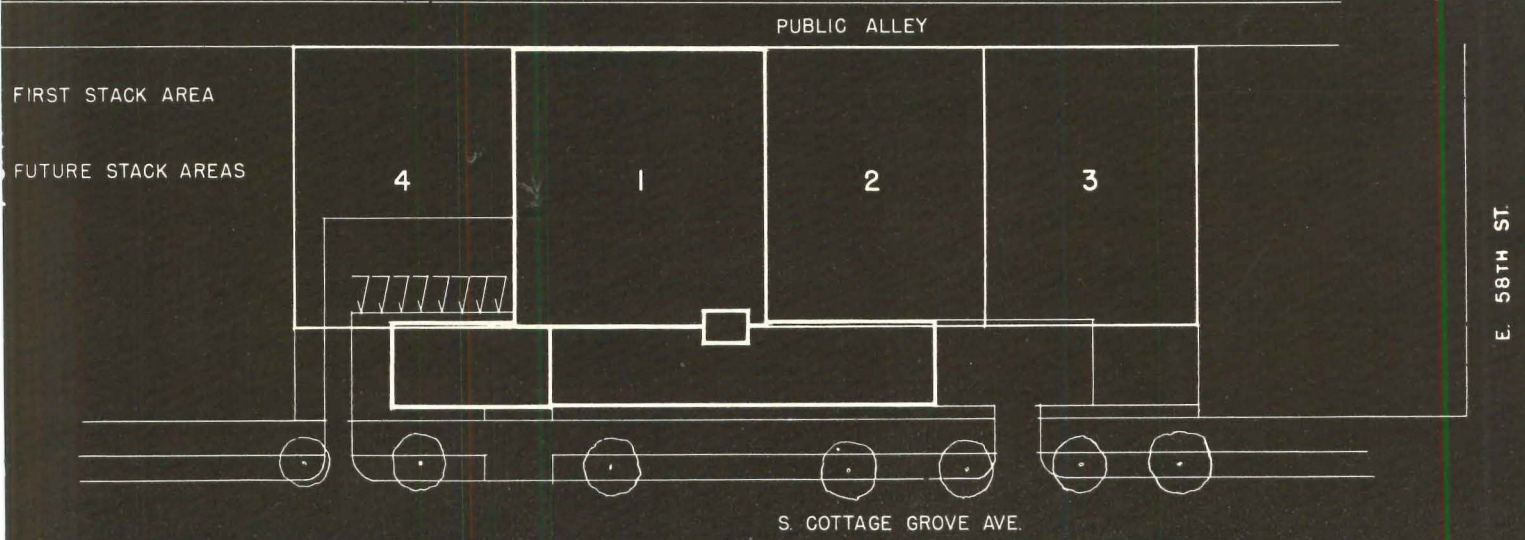 PUBLIC ALLEY
FIRST STACK AREA
FUTURE STACK AREAS
4
1
2
3
E. 58TH ST.
S. COTTAGE GROVE AVE.